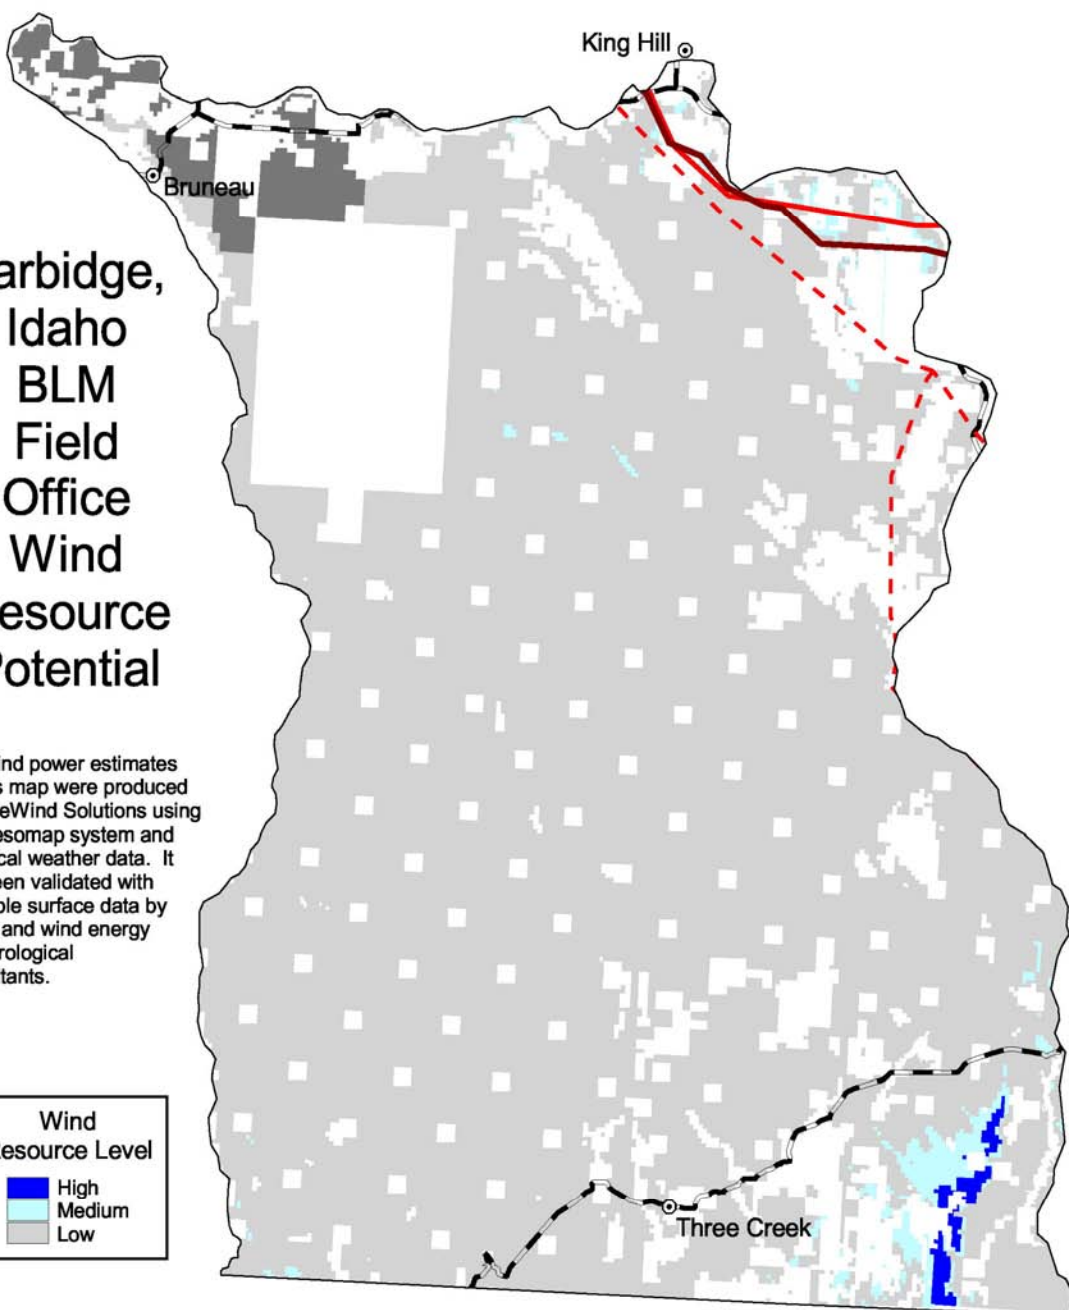 King Hill
Bruneau
arbidge,
Idaho
BLM
Field
Office
Wind
esource
Potential
ind power estimates
s map were produced
eWind Solutions using
esomap system and
cal weather data. It
een validated with
ble surface data by
and wind energy
rological
tants.
Wind
esource Level
High
Medium
Low
Three Creek